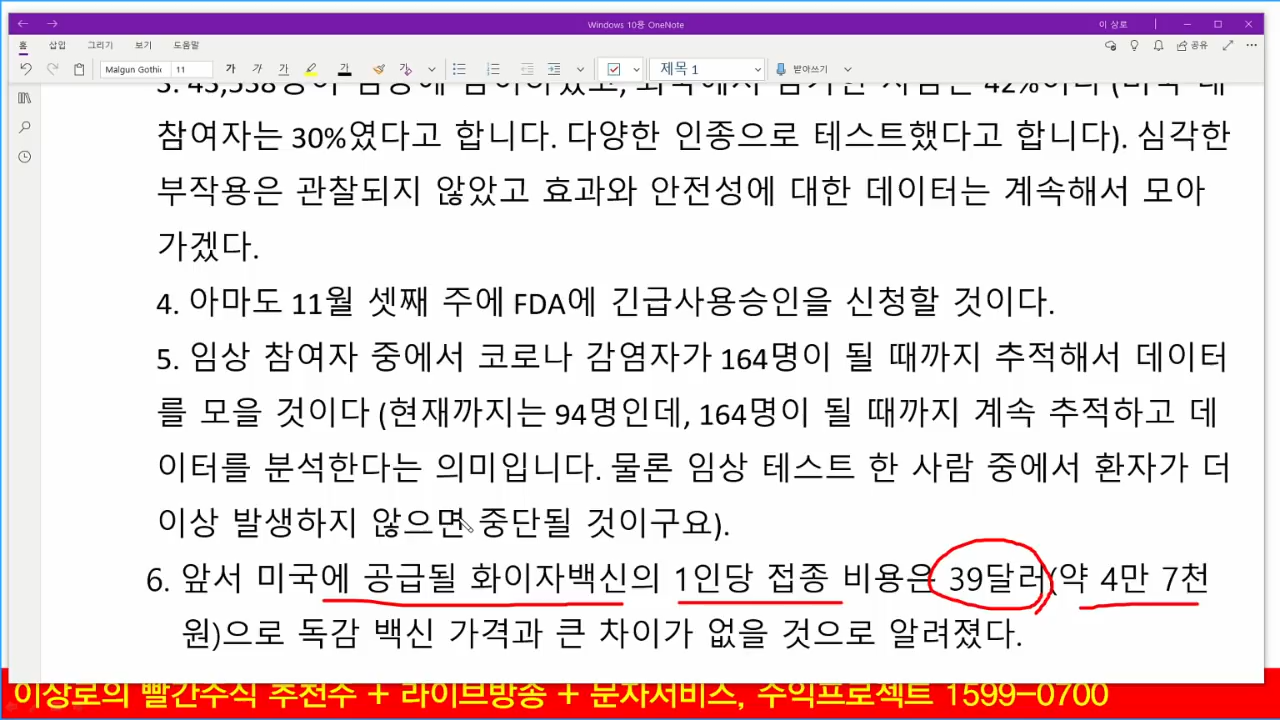 Windows 10용 OneNote
이 상로
홈 삽입 그리기 보기 도움말
공유
Malgun Gothic 11 가 가 가 가 가 제목 1 받아쓰기
참여자는 30%였다고 합니다. 다양한 인종으로 테스트했다고 합니다). 심각한
부작용은 관찰되지 않았고 효과와 안전성에 대한 데이터는 계속해서 모아
가겠다.
4. 아마도 11월 셋째 주에 FDA에 긴급사용승인을 신청할 것이다.
5. 임상 참여자 중에서 코로나 감염자가 164명이 될 때까지 추적해서 데이터
를 모을 것이다 (현재까지는 94명인데, 164명이 될 때까지 계속 추적하고 데
이터를 분석한다는 의미입니다. 물론 임상 테스트 한 사람 중에서 환자가 더
이상 발생하지 않으면 중단될 것이구요).
6. 앞서 미국에 공급될 화이자백신의 1인당 접종 비용은 39달러(약 4만 7천
원)으로 독감 백신 가격과 큰 차이가 없을 것으로 알려졌다.
이상로의 빨간주식 추천주 + 라이브방송 + 문자서비스, 수익프로젝트 1599-0700